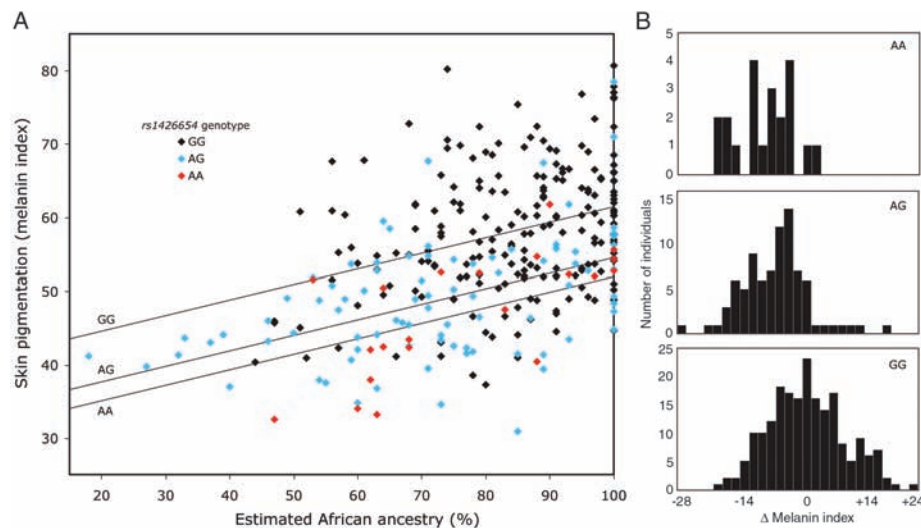 A
Skin pigmentation (melanin index)
80
70
60
50
40
30
rs1426654 genotype
GG
AG
AA
GG
AG
AA
20 30 40 50 60 70 80 90 100
Estimated African ancestry (%)
B
Number of individuals
5
4
3
2
1
0
AA
15
10
5
0
AG
25
20
15
10
5
0
GG
-28 -14 0 +14 +24
Δ Melanin index